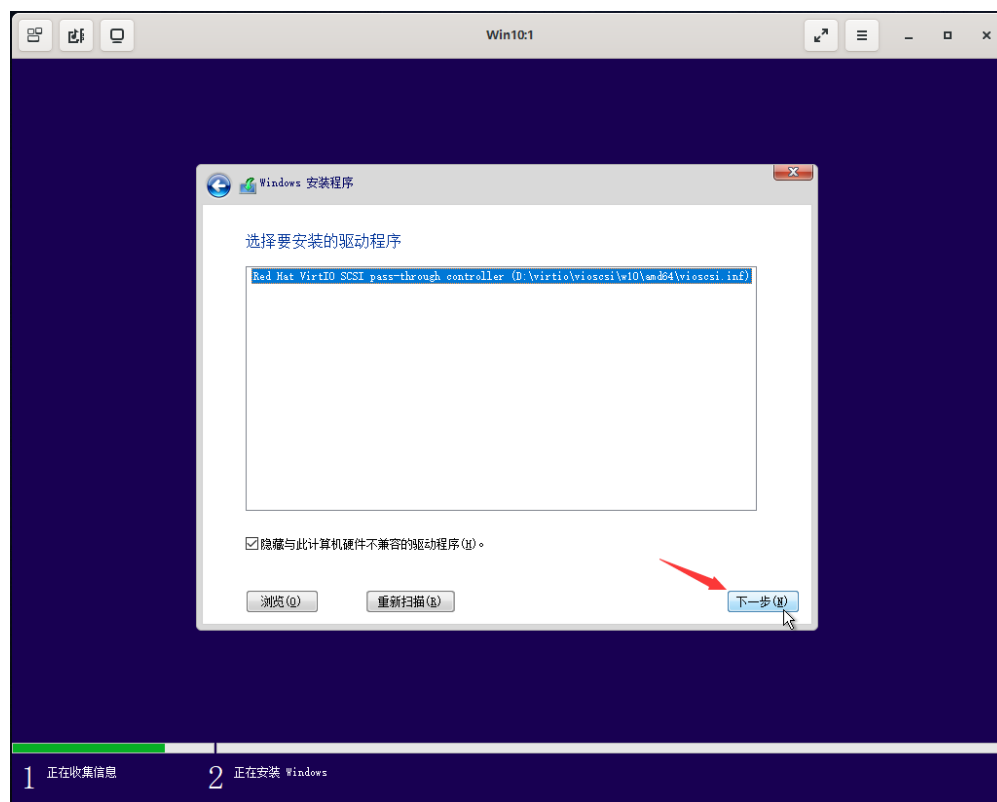 Win10:1
Windows 安装程序
选择要安装的驱动程序
Red Hat VirtIO SCSI pass-through controller (D:\virtio\vioscsi\w10\amd64\vioscsi.inf)
隐藏与此计算机硬件不兼容的驱动程序(H)。
浏览(O) 重新扫描(R) 下一步(N)
1 正在收集信息 2 正在安装 Windows